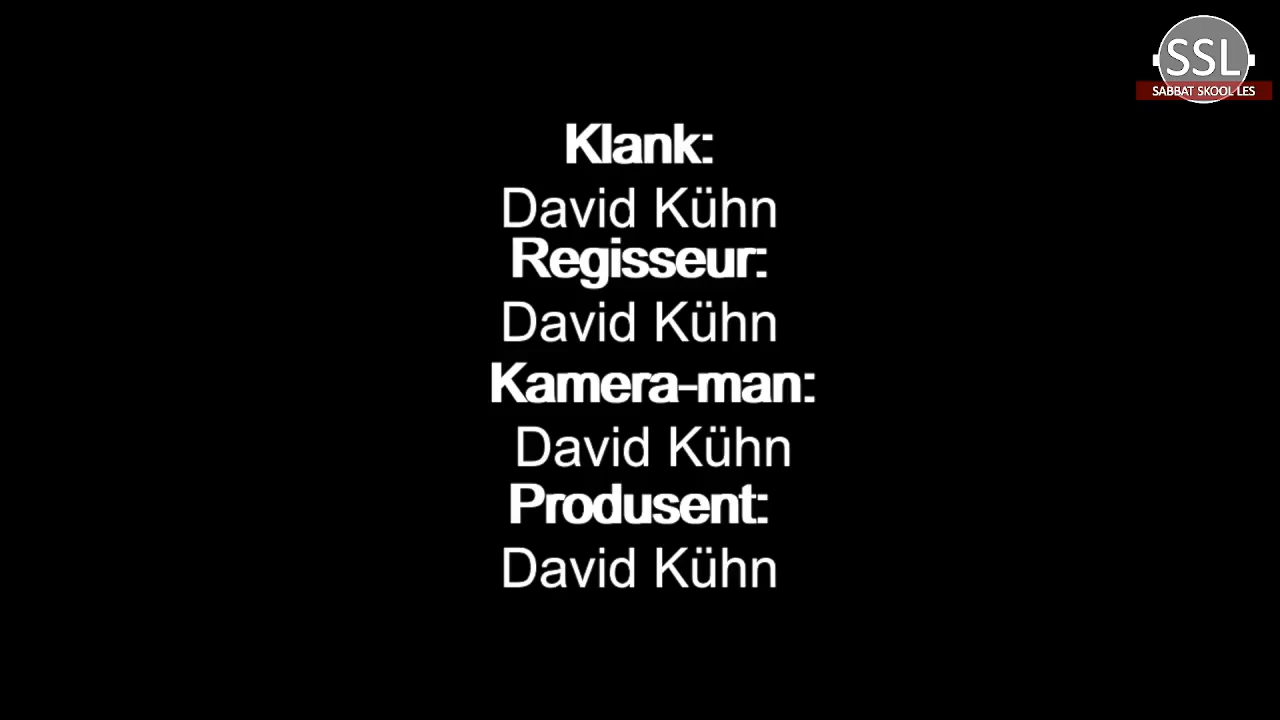 SSL
SABBAT SKOOL LES
Klank:
David Kühn
Regisseur:
David Kühn
Kamera-man:
David Kühn
Produsent:
David Kühn